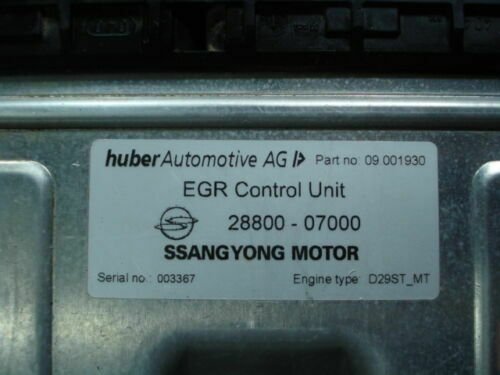 huber Automotive AG Part no: 09.001930
EGR Control Unit
28800 - 07000
SSANGYONG MOTOR
Serial no.: 003367 Engine type: D29ST_MT